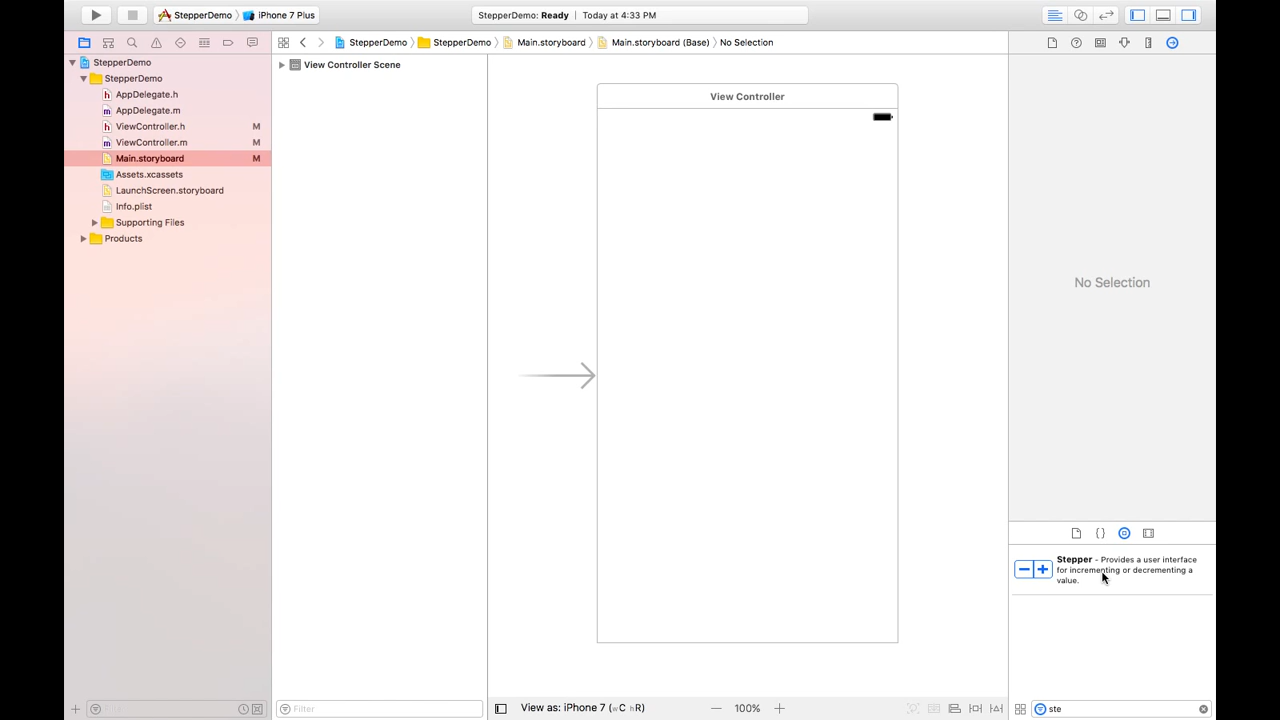 StepperDemo iPhone 7 Plus
StepperDemo: Ready Today at 4:33 PM
StepperDemo StepperDemo Main.storyboard Main.storyboard (Base) No Selection
StepperDemo
StepperDemo
AppDelegate.h
AppDelegate.m
ViewController.h M
ViewController.m M
Main.storyboard M
Assets.xcassets
LaunchScreen.storyboard
Info.plist
Supporting Files
Products
View Controller Scene
View Controller
No Selection
Stepper - Provides a user interface
for incrementing or decrementing a
value.
Filter
View as: iPhone 7 (wC hR)
100%
ste